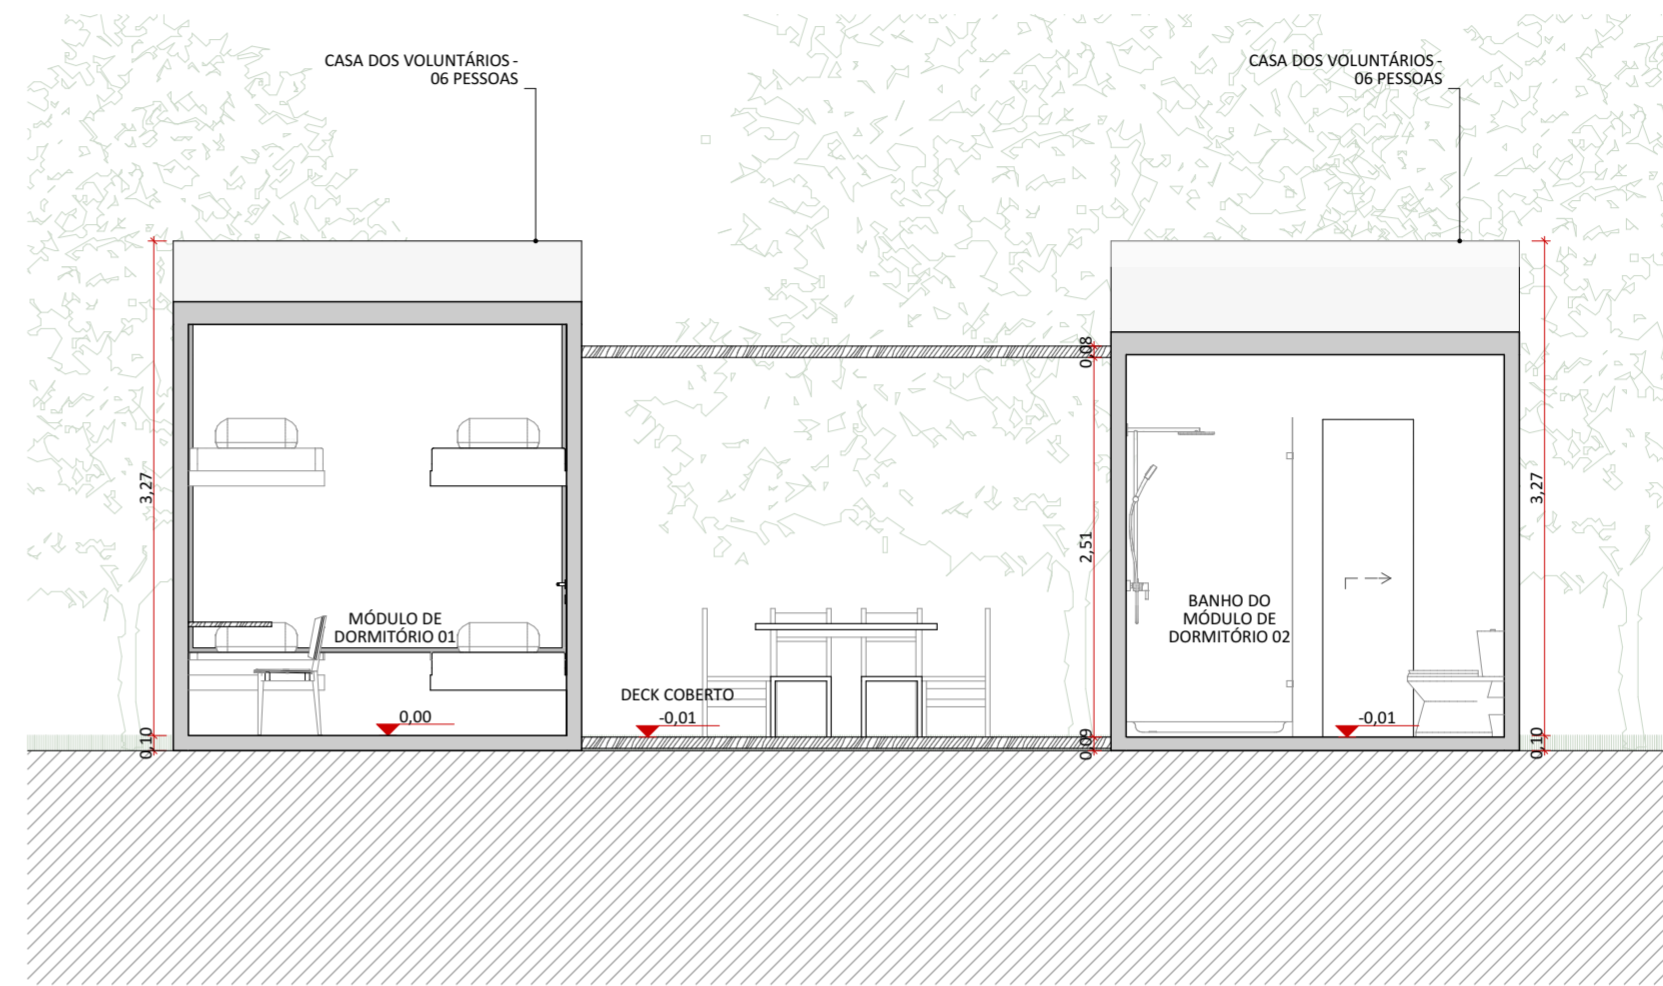 CASA DOS VOLUNTÁRIOS -
06 PESSOAS
CASA DOS VOLUNTÁRIOS -
06 PESSOAS
0,08
3,27
2,51
3,27
MÓDULO DE
DORMITÓRIO 01
BANHO DO
MÓDULO DE
DORMITÓRIO 02
DECK COBERTO
0,00
-0,01
-0,01
0,10
0,09
0,10